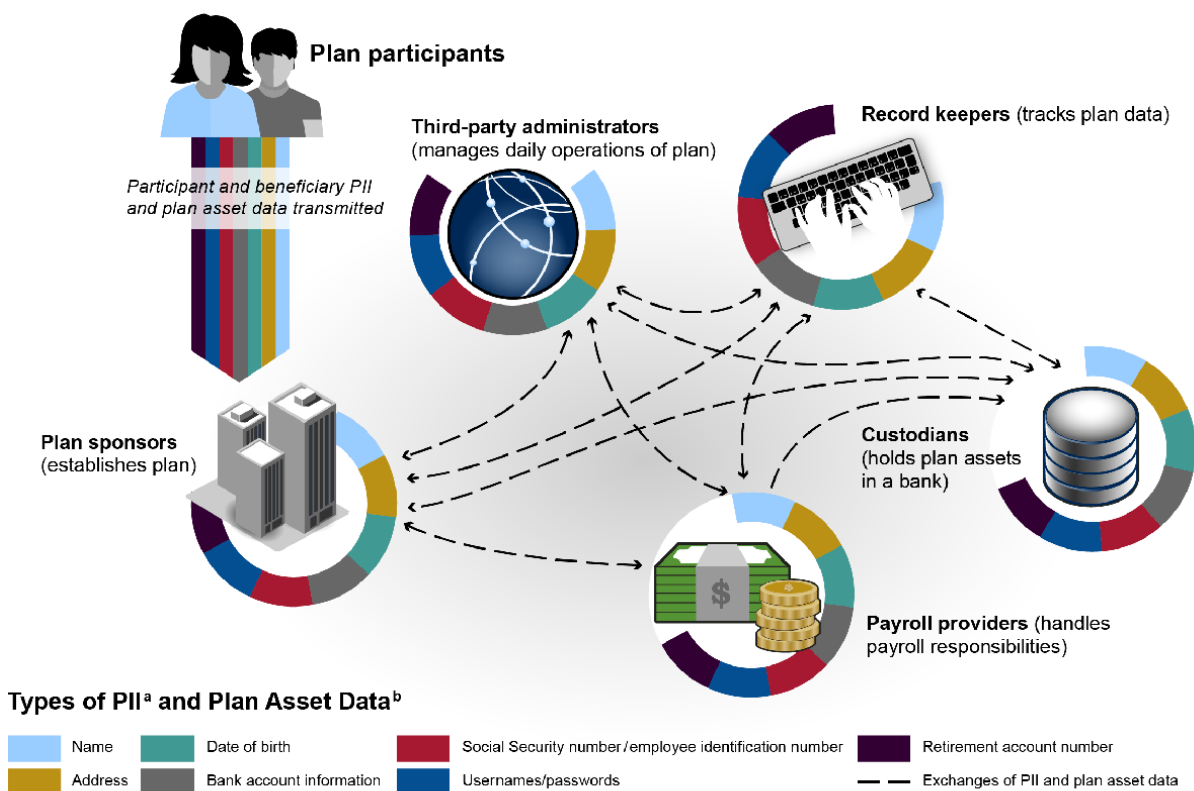 Plan participants
Participant and beneficiary PII
and plan asset data transmitted
Third-party administrators
(manages daily operations of plan)
Record keepers (tracks plan data)
Plan sponsors
(establishes plan)
Custodians
(holds plan assets
in a bank)
$
$
Payroll providers (handles
payroll responsibilities)
Types of PIIᵃ and Plan Asset Dataᵇ
Name
Date of birth
Social Security number/employee identification number
Retirement account number
Address
Bank account information
Usernames/passwords
Exchanges of PII and plan asset data